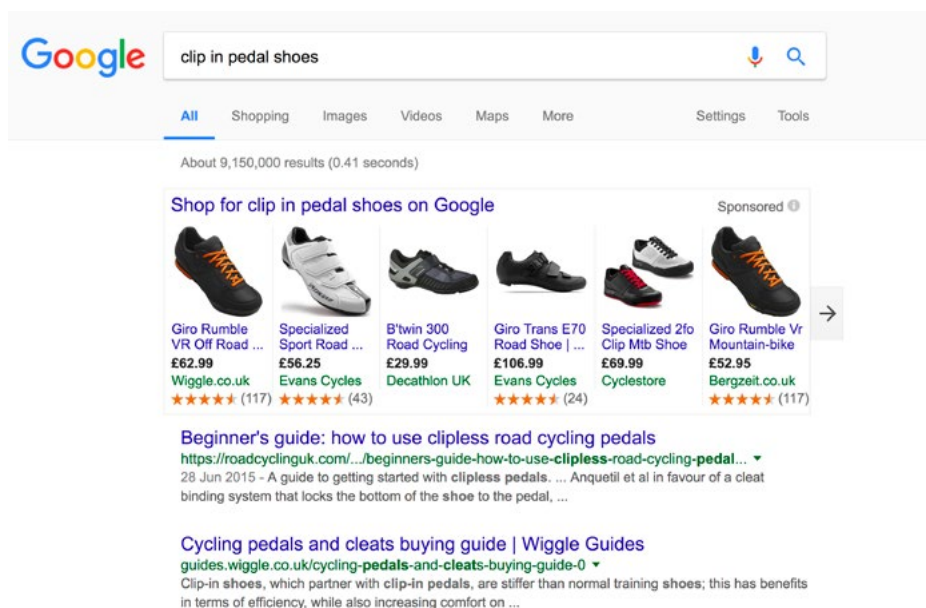 Google
clip in pedal shoes
All Shopping Images Videos Maps More Settings Tools
About 9,150,000 results (0.41 seconds)
Shop for clip in pedal shoes on Google
Sponsored
Giro Rumble
VR Off Road ...
£62.99
Wiggle.co.uk
(117)
Specialized
Sport Road ...
£56.25
Evans Cycles
(43)
B'twin 300
Road Cycling
£29.99
Decathlon UK
Giro Trans E70
Road Shoe | ...
£106.99
Evans Cycles
(24)
Specialized 2fo
Clip Mtb Shoe
£69.99
Cyclestore
Giro Rumble Vr
Mountain-bike
£52.95
Bergzeit.co.uk
(117)
Beginner's guide: how to use clipless road cycling pedals
https://roadcyclinguk.com/.../beginners-guide-how-to-use-clipless-road-cycling-pedal...
28 Jun 2015 - A guide to getting started with clipless pedals. ... Anquetil et al in favour of a cleat
binding system that locks the bottom of the shoe to the pedal, ...
Cycling pedals and cleats buying guide | Wiggle Guides
guides.wiggle.co.uk/cycling-pedals-and-cleats-buying-guide-0
Clip-in shoes, which partner with clip-in pedals, are stiffer than normal training shoes; this has benefits
in terms of efficiency, while also increasing comfort on ...